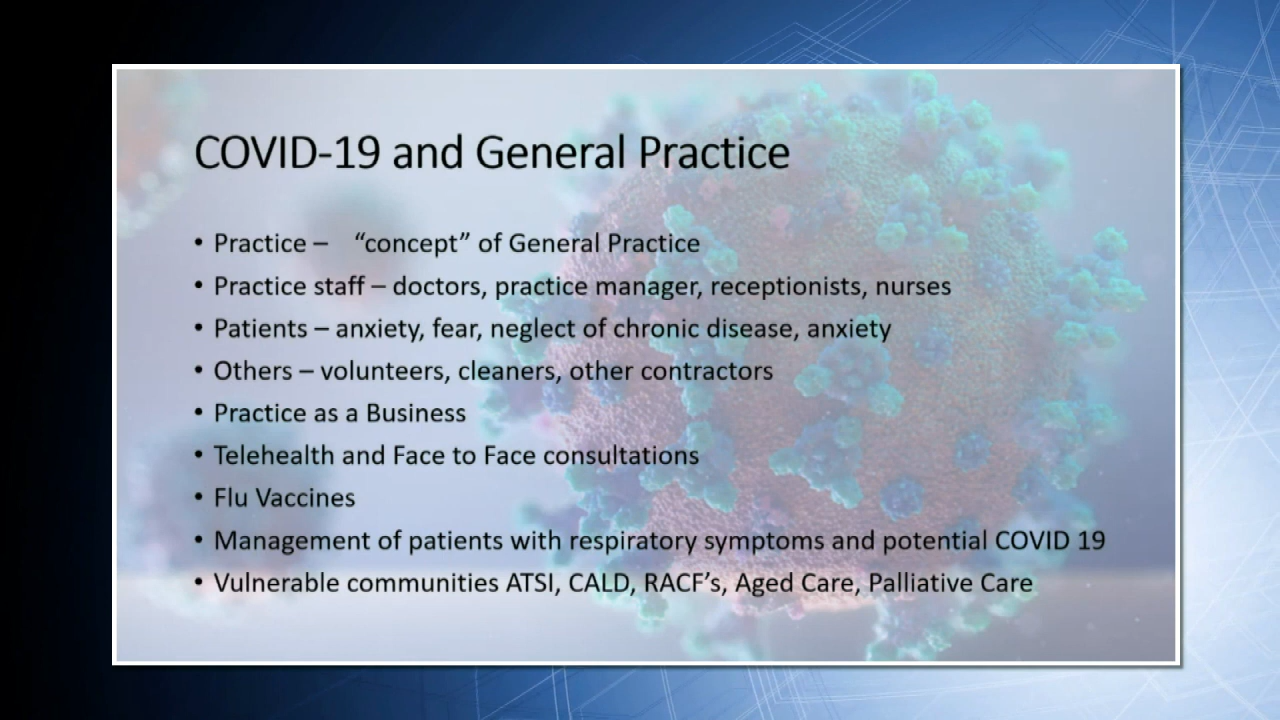 COVID-19 and General Practice
• Practice – “concept” of General Practice
• Practice staff – doctors, practice manager, receptionists, nurses
• Patients – anxiety, fear, neglect of chronic disease, anxiety
• Others – volunteers, cleaners, other contractors
• Practice as a Business
• Telehealth and Face to Face consultations
• Flu Vaccines
• Management of patients with respiratory symptoms and potential COVID 19
• Vulnerable communities ATSI, CALD, RACF’s, Aged Care, Palliative Care